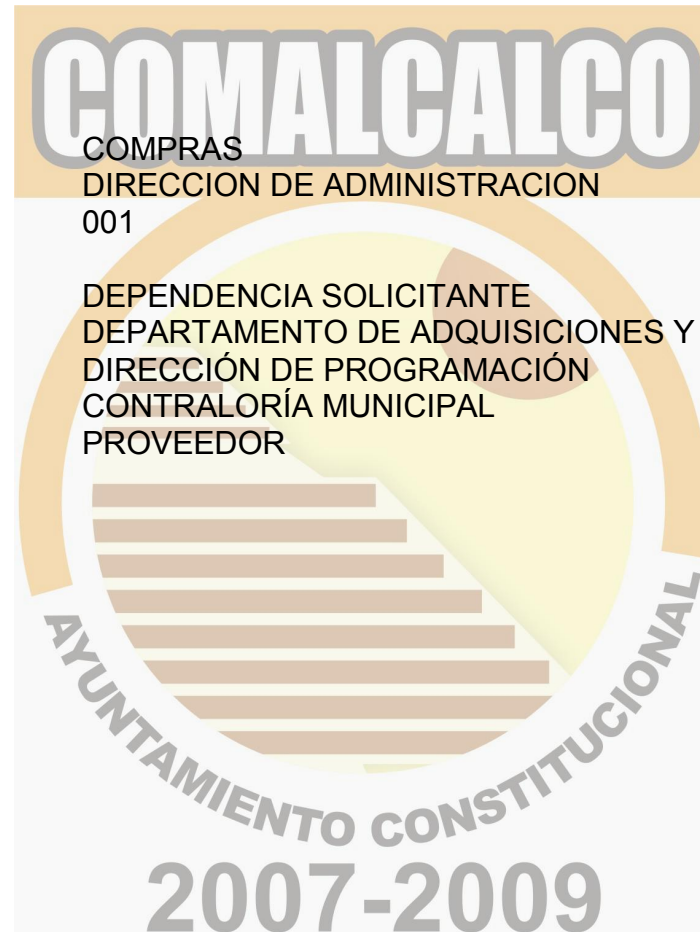 COMALCALCO
COMPRAS
DIRECCION DE ADMINISTRACION
001
DEPENDENCIA SOLICITANTE
DEPARTAMENTO DE ADQUISICIONES Y
DIRECCIÓN DE PROGRAMACIÓN
CONTRALORÍA MUNICIPAL
PROVEEDOR
AYUNTAMIENTO CONSTITUCIONAL
2007-2009